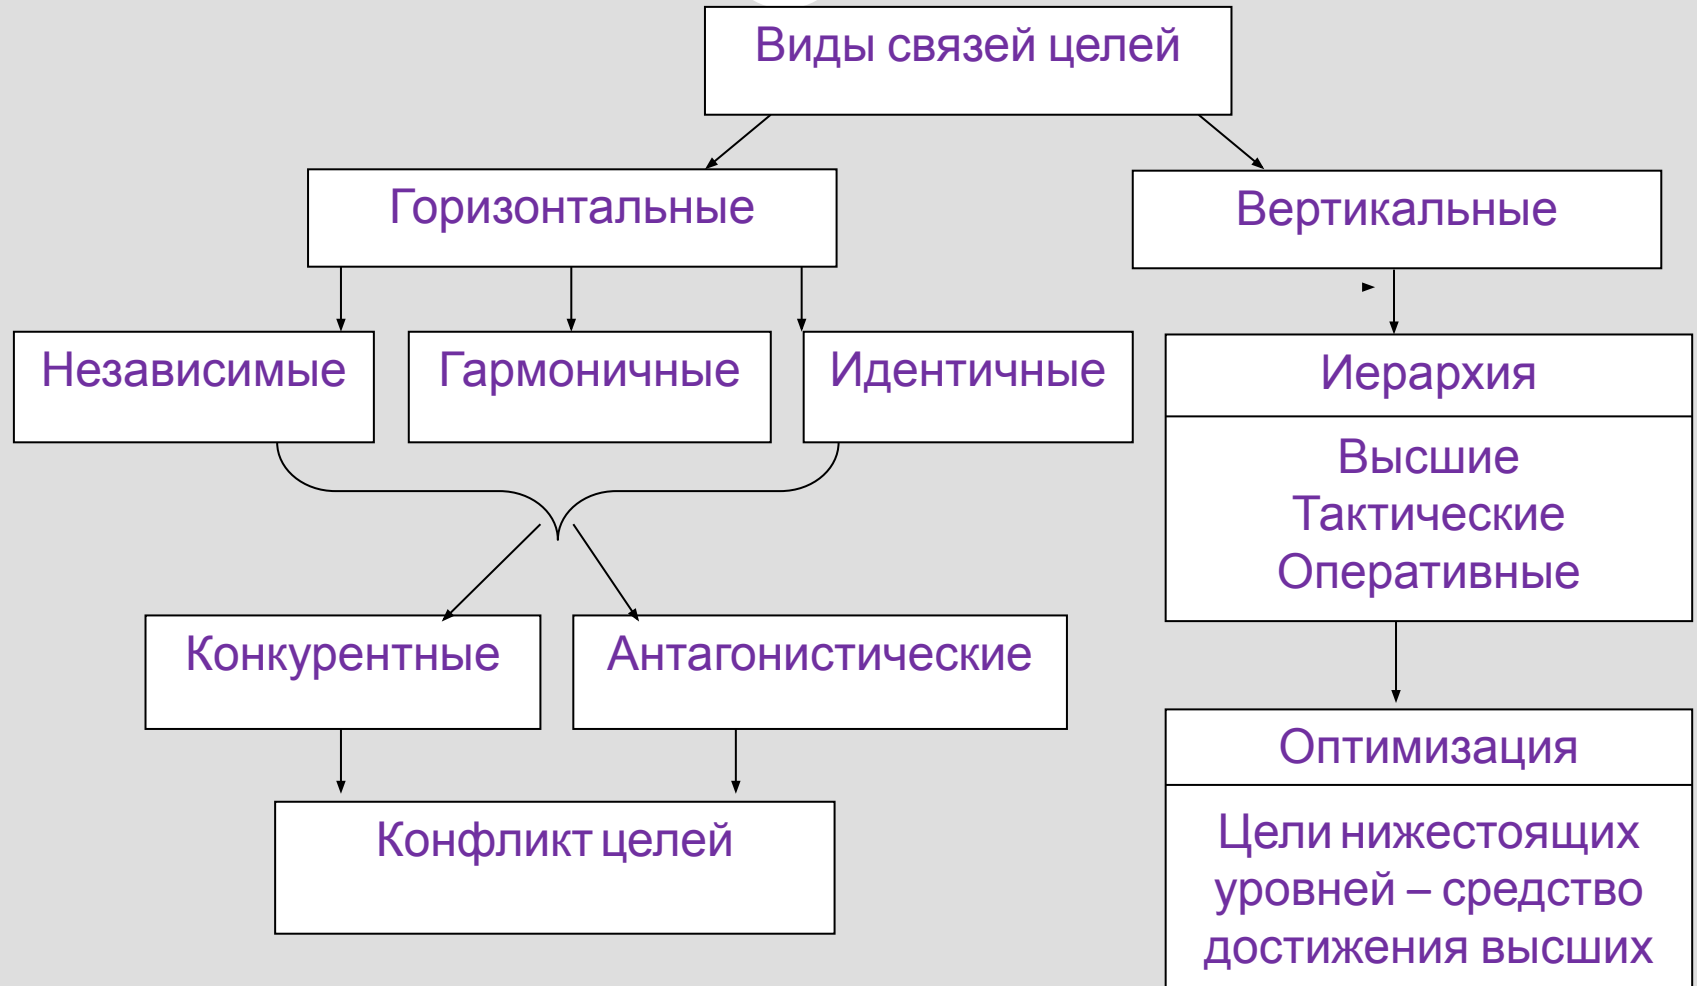 Виды связей целей
Горизонтальные
Вертикальные
Независимые
Гармоничные
Идентичные
Иерархия
Высшие
Тактические
Оперативные
Конкурентные
Антагонистические
Оптимизация
Конфликт целей
Цели нижестоящих
уровней – средство
достижения высших